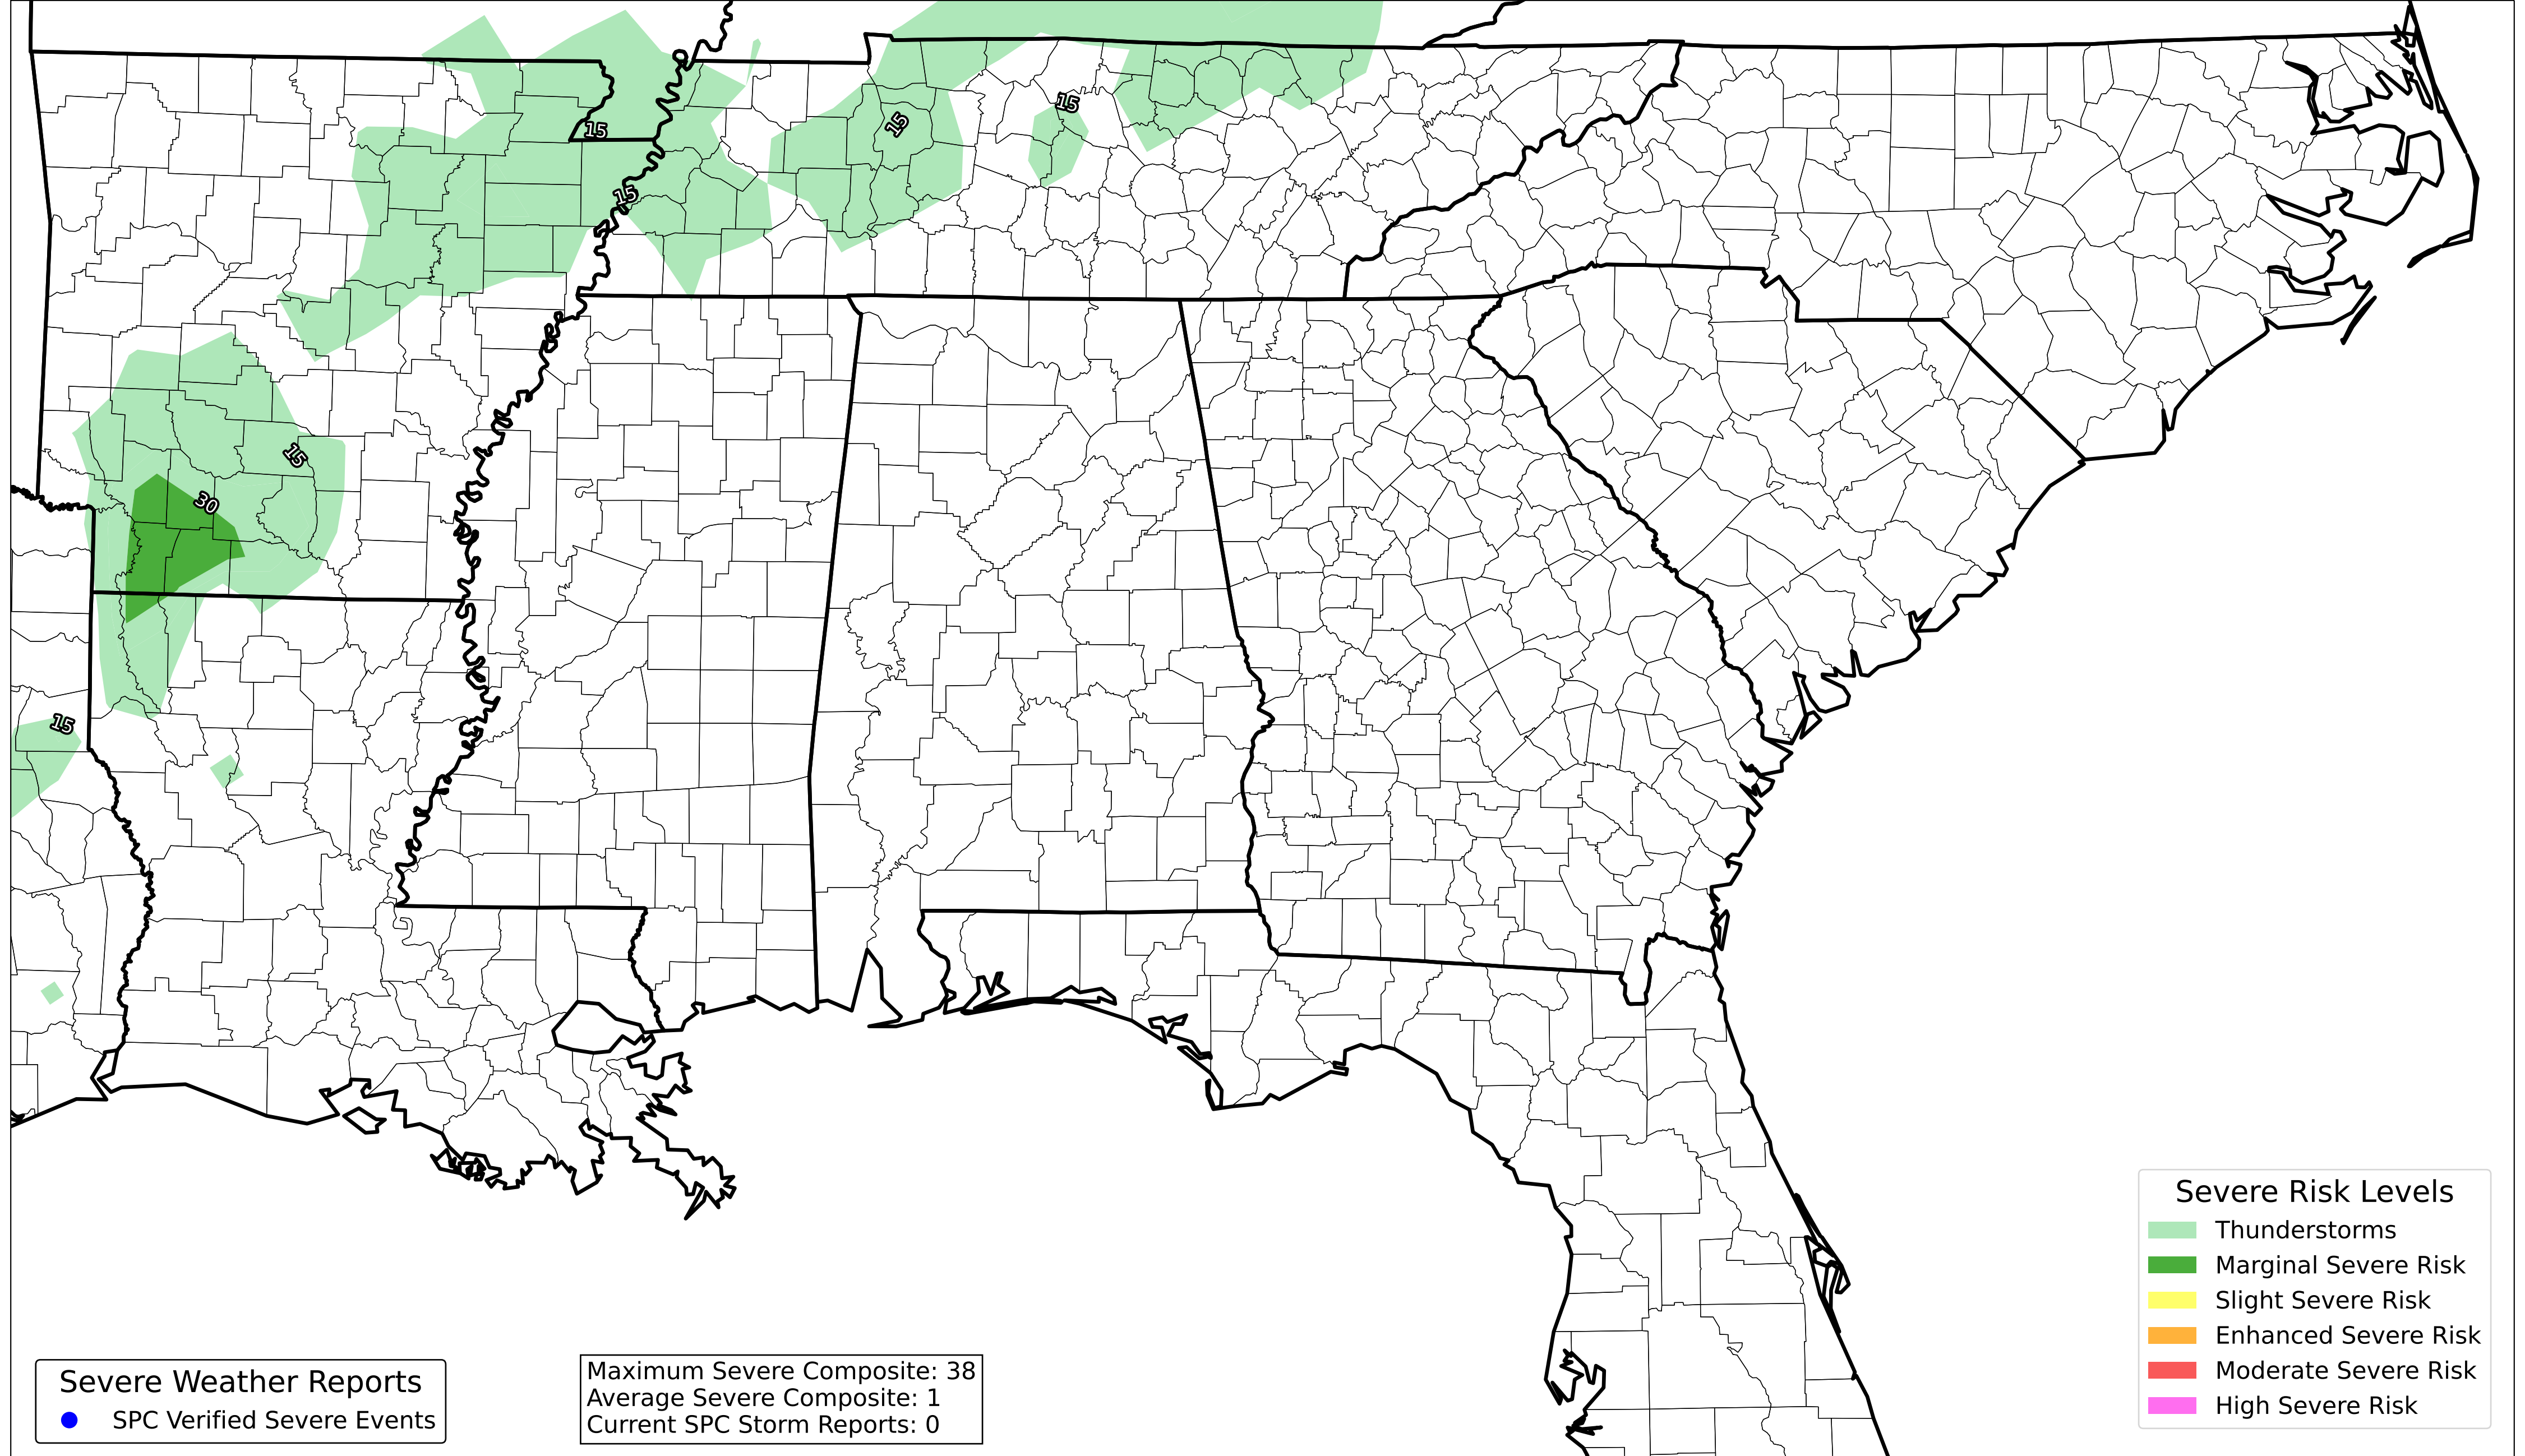 15
15
15
15
15
30
15
Severe Risk Levels
Thunderstorms
Marginal Severe Risk
Slight Severe Risk
Enhanced Severe Risk
Moderate Severe Risk
High Severe Risk
Severe Weather Reports
SPC Verified Severe Events
Maximum Severe Composite: 38
Average Severe Composite: 1
Current SPC Storm Reports: 0